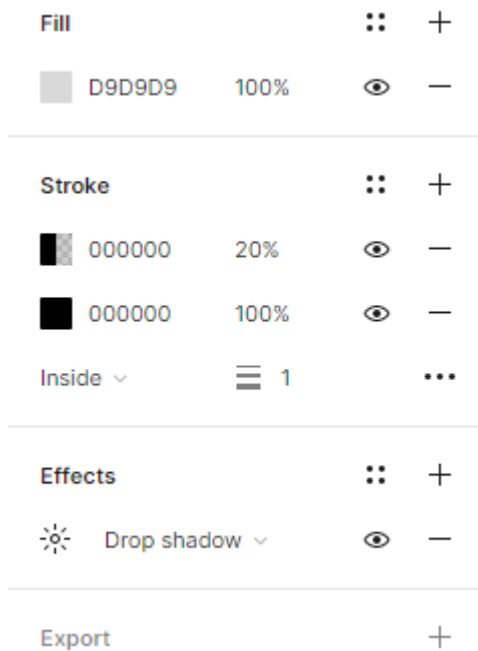 Fill
D9D9D9 100%
Stroke
000000 20%
000000 100%
Inside 1
Effects
Drop shadow
Export